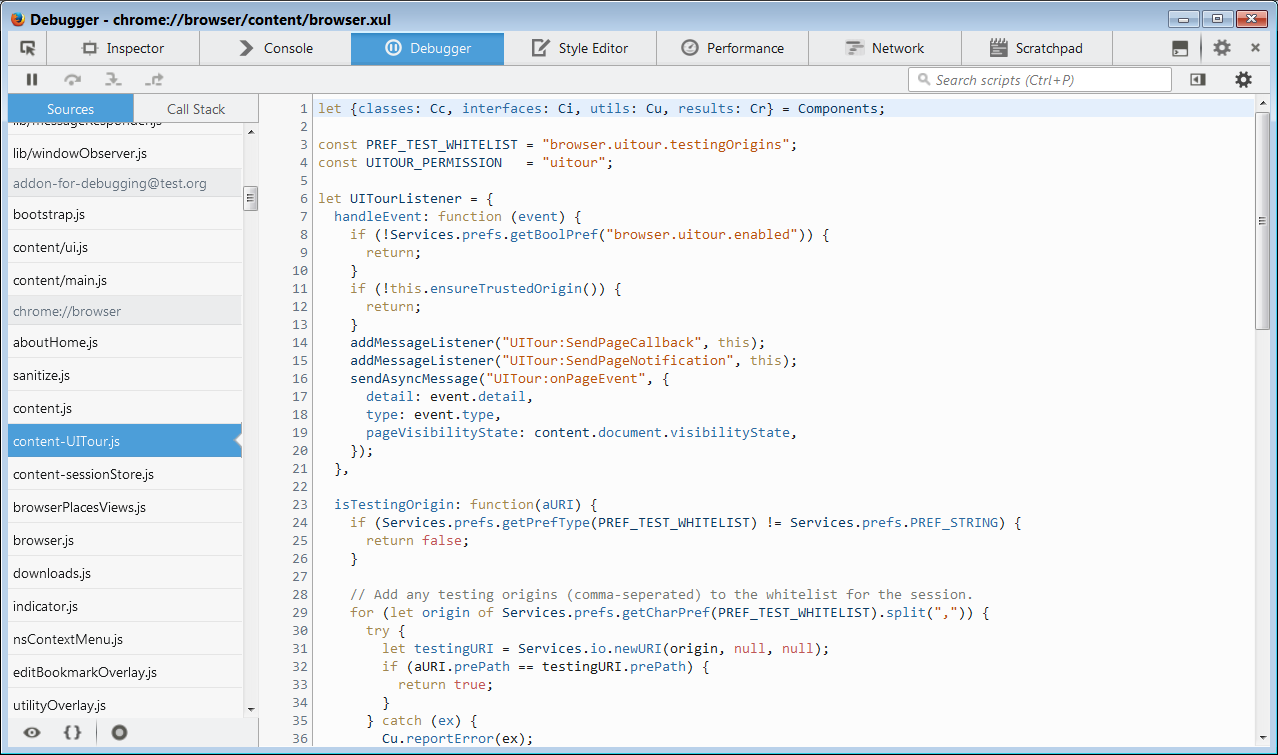 Debugger - chrome://browser/content/browser.xul
Inspector
Console
Debugger
Style Editor
Performance
Network
Scratchpad
Search scripts (Ctrl+P)
Sources
Call Stack
lib/messageResponder.js
lib/windowObserver.js
addon-for-debugging@test.org
bootstrap.js
content/ui.js
content/main.js
chrome://browser
aboutHome.js
sanitize.js
content.js
content-UITour.js
content-sessionStore.js
browserPlacesViews.js
browser.js
downloads.js
indicator.js
nsContextMenu.js
editBookmarkOverlay.js
utilityOverlay.js
{}
1 let {classes: Cc, interfaces: Ci, utils: Cu, results: Cr} = Components;
2
3 const PREF_TEST_WHITELIST = "browser.uitour.testingOrigins";
4 const UITOUR_PERMISSION   = "uitour";
5
6 let UITourListener = {
7   handleEvent: function (event) {
8     if (!Services.prefs.getBoolPref("browser.uitour.enabled")) {
9       return;
10     }
11     if (!this.ensureTrustedOrigin()) {
12       return;
13     }
14     addMessageListener("UITour:SendPageCallback", this);
15     addMessageListener("UITour:SendPageNotification", this);
16     sendAsyncMessage("UITour:onPageEvent", {
17       detail: event.detail,
18       type: event.type,
19       pageVisibilityState: content.document.visibilityState,
20     });
21   },
22
23   isTestingOrigin: function(aURI) {
24     if (Services.prefs.getPrefType(PREF_TEST_WHITELIST) != Services.prefs.PREF_STRING) {
25       return false;
26     }
27
28     // Add any testing origins (comma-seperated) to the whitelist for the session.
29     for (let origin of Services.prefs.getCharPref(PREF_TEST_WHITELIST).split(",")) {
30       try {
31         let testingURI = Services.io.newURI(origin, null, null);
32         if (aURI.prePath == testingURI.prePath) {
33           return true;
34         }
35       } catch (ex) {
36         Cu.reportError(ex);